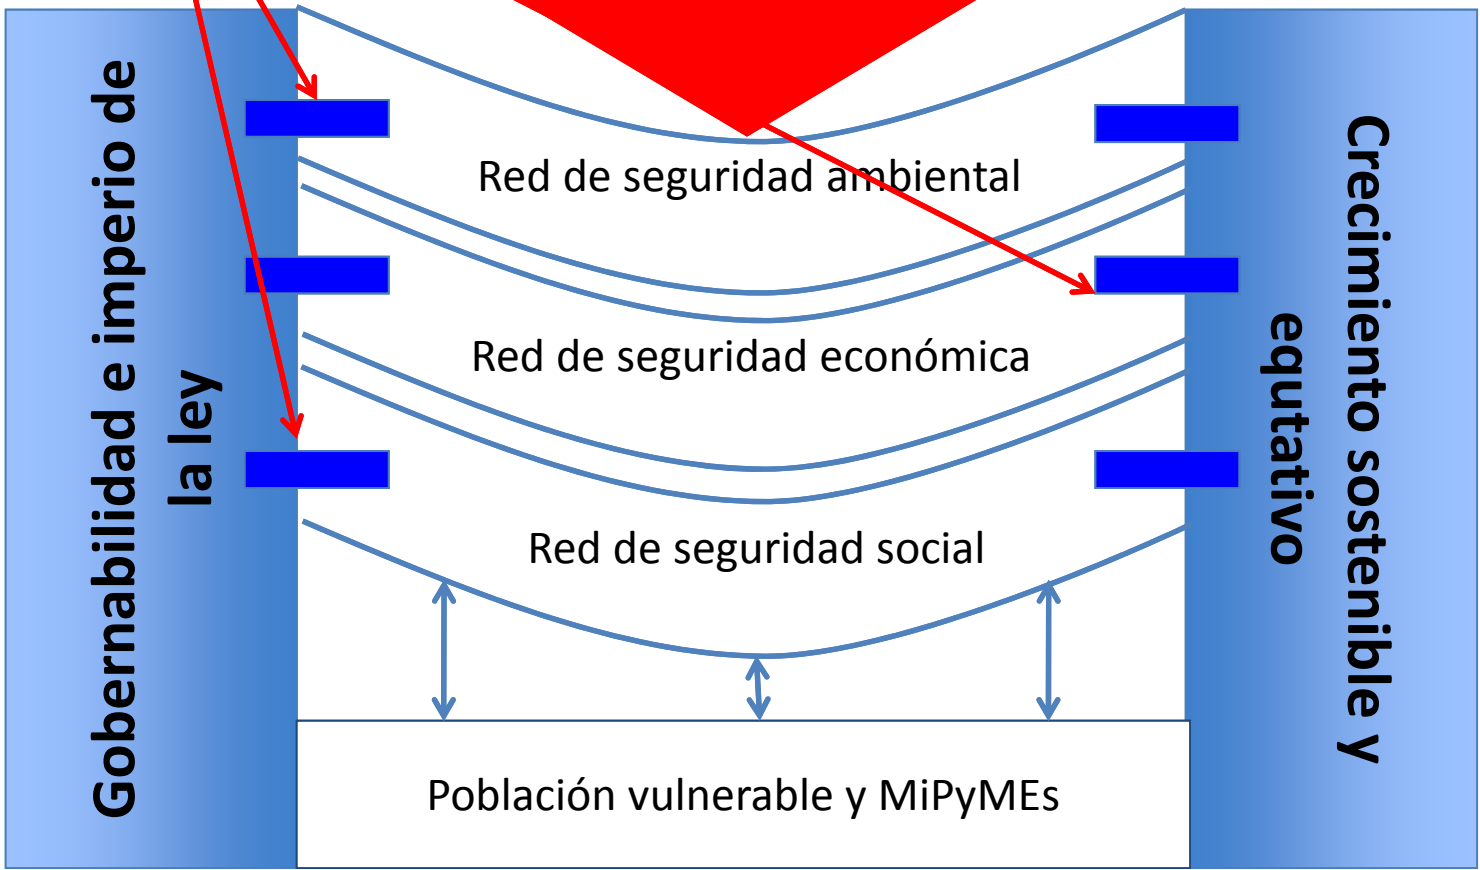 Gobernabilidad e imperio de
la ley
Red de seguridad ambiental
Red de seguridad económica
Red de seguridad social
Población vulnerable y MiPyMEs
Crecimiento sostenible y
equtativo